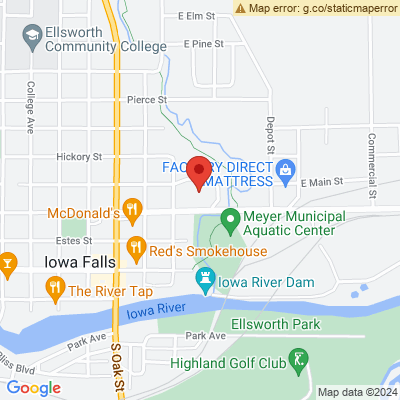 Map error: g.co/staticmaperror
E Elm St
Ellsworth
Community College
E Pine St
College Ave
Pierce St
Depot St
Commercial St
Hickory St
FACTORY DIRECT
MATTRESS
E Main St
McDonald's
Meyer Municipal
Aquatic Center
Estes St
Red's Smokehouse
Iowa Falls
Iowa River Dam
The River Tap
Iowa River
Ellsworth Park
Park Ave
Park Ave
S Oak St
Highland Golf Club
Google
Map data ©2024